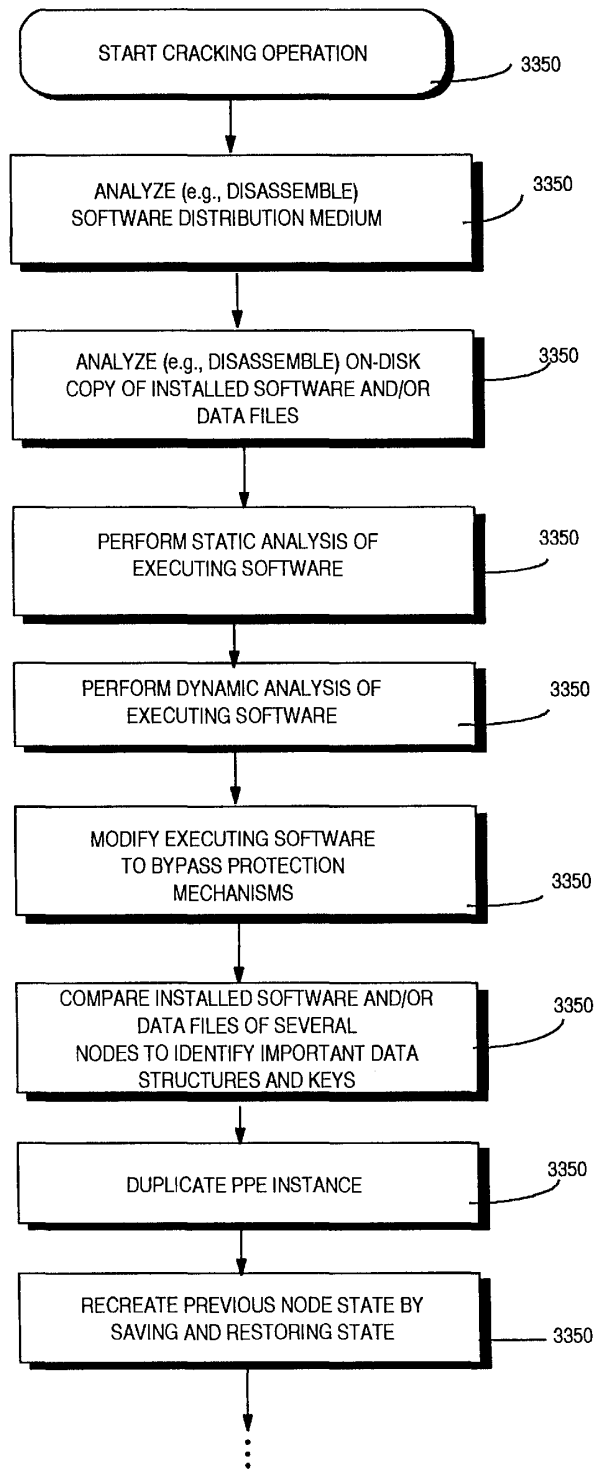 START CRACKING OPERATION
3350
ANALYZE (e.g., DISASSEMBLE)
SOFTWARE DISTRIBUTION MEDIUM
3350
ANALYZE (e.g., DISASSEMBLE) ON-DISK
COPY OF INSTALLED SOFTWARE AND/OR
DATA FILES
3350
PERFORM STATIC ANALYSIS OF
EXECUTING SOFTWARE
3350
PERFORM DYNAMIC ANALYSIS OF
EXECUTING SOFTWARE
3350
MODIFY EXECUTING SOFTWARE
TO BYPASS PROTECTION
MECHANISMS
3350
COMPARE INSTALLED SOFTWARE AND/OR
DATA FILES OF SEVERAL
NODES TO IDENTIFY IMPORTANT DATA
STRUCTURES AND KEYS
3350
DUPLICATE PPE INSTANCE
3350
RECREATE PREVIOUS NODE STATE BY
SAVING AND RESTORING STATE
3350